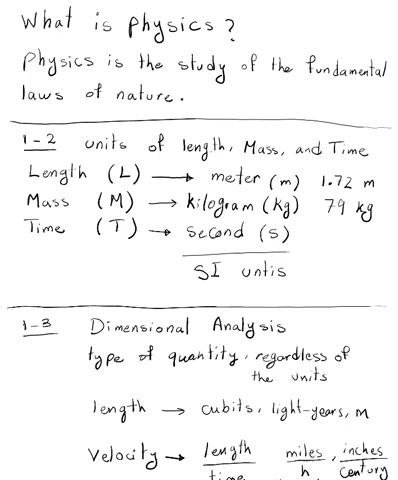 What is physics?
Physics is the study of the fundamental
laws of nature.
1-2 units of length, Mass, and Time
Length (L) → meter (m) 1.72 m
Mass (M) → kilogram (kg) 79 kg
Time (T) → second (s)
SI untis
1-3 Dimensional Analysis
type of quantity, regardless of
the units
length → cubits, light-years, m
Velocity → length/time miles/h, inches/century